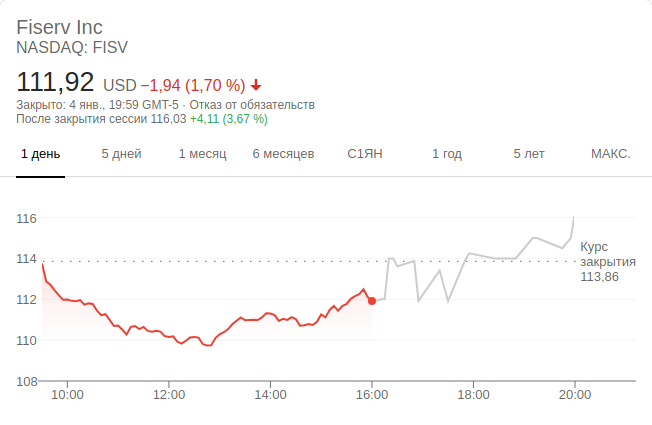 Fiserv Inc
NASDAQ: FISV
111,92 USD −1,94 (1,70 %)
Закрыто: 4 янв., 19:59 GMT-5 · Отказ от обязательств
После закрытия сессии 116,03 +4,11 (3,67 %)
1 день 5 дней 1 месяц 6 месяцев С1ЯН 1 год 5 лет МАКС.
116
Курс
114 закрытия
113,86
112
110
108
10:00 12:00 14:00 16:00 18:00 20:00